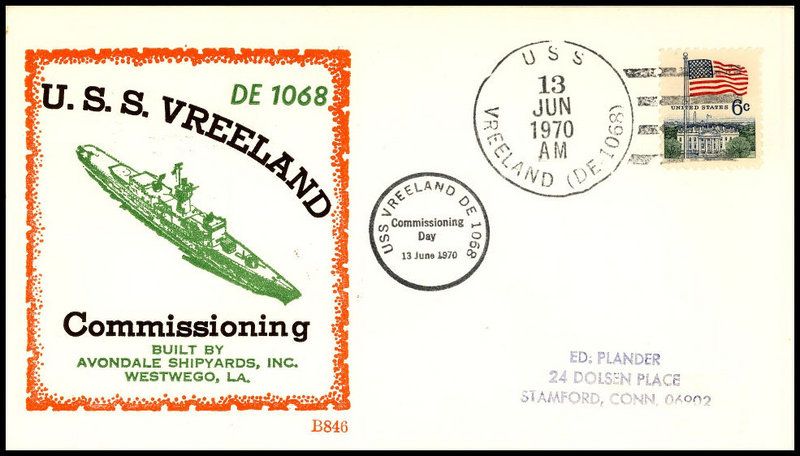 DE 1068
U. S. S. VREELAND
Commissioning
BUILT BY
AVONDALE SHIPYARDS, INC.
WESTWEGO, LA.
B846
USS
13
JUN
1970
AM
VREELAND (DE 1068)
UNITED STATES 6c
USS VREELAND DE 1068
Commissioning
Day
13 June 1970
ED: PLANDER
24 DOLSEN PLACE
STAMFORD, CONN. 06902